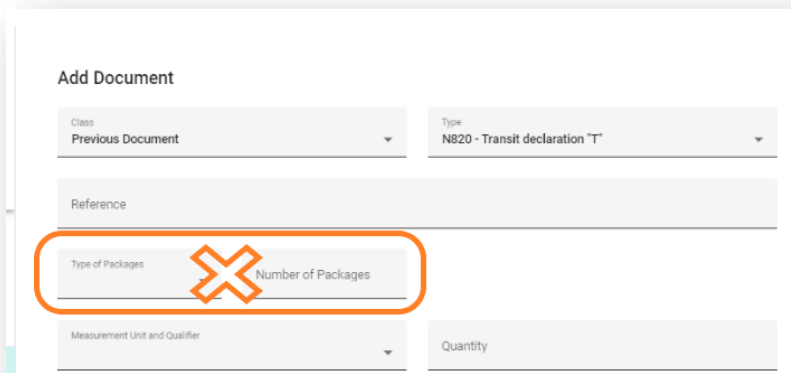 Add Document
Class
Type
Previous Document
N820 - Transit declaration "T"
Reference
Type of Packages
Number of Packages
Measurement Unit and Qualifier
Quantity